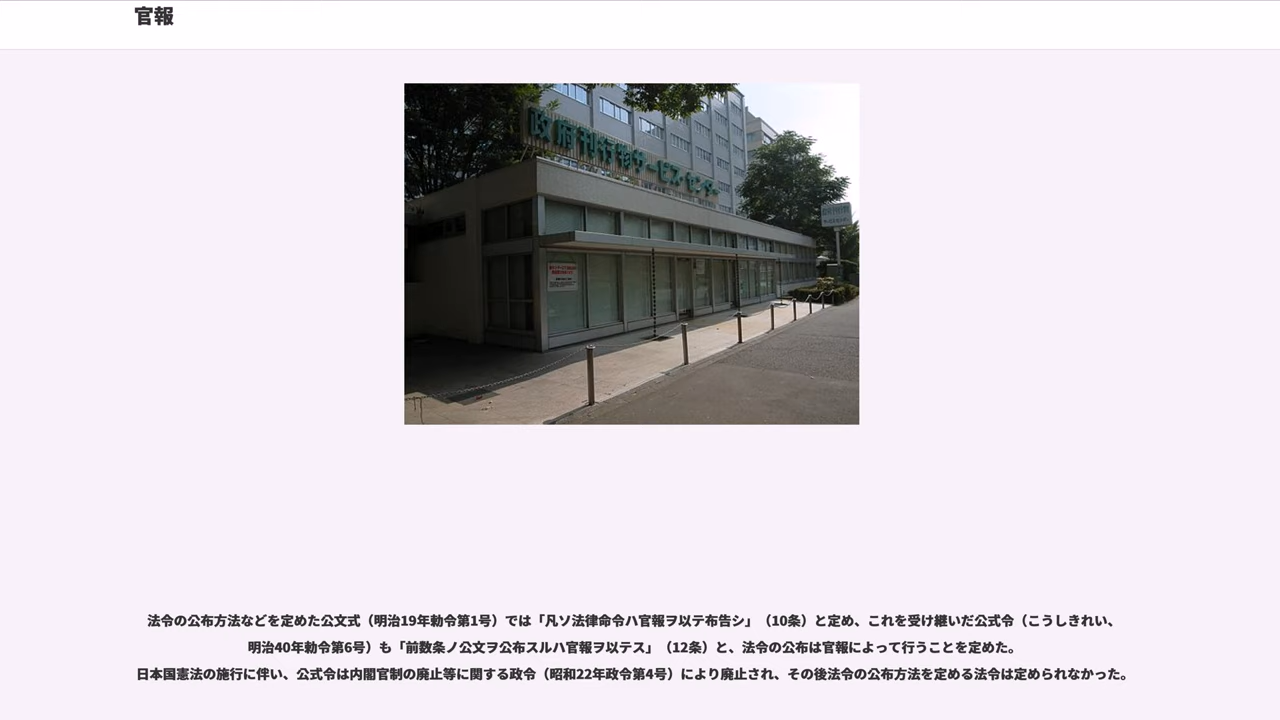 官報
政府刊行物サービス・センター
法令の公布方法などを定めた公文式（明治19年勅令第1号）では「凡ソ法律命令ハ官報ヲ以テ布告シ」（10条）と定め、これを受け継いだ公式令（こうしきれい、
明治40年勅令第6号）も「前数条ノ公文ヲ公布スルハ官報ヲ以テス」（12条）と、法令の公布は官報によって行うことを定めた。
日本国憲法の施行に伴い、公式令は内閣官制の廃止等に関する政令（昭和22年政令第4号）により廃止され、その後法令の公布方法を定める法令は定められなかった。